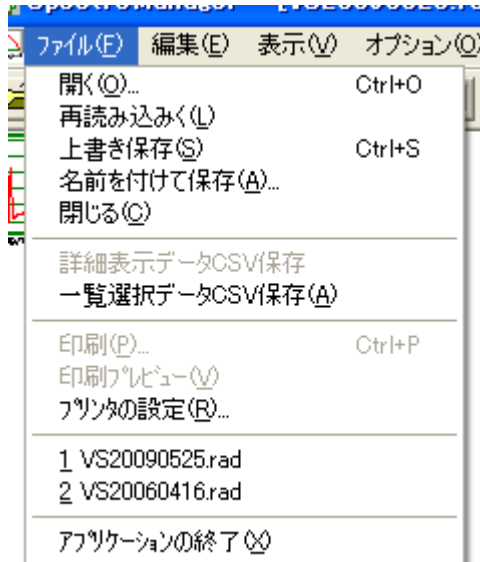 ファイル(F) 編集(E) 表示(V) オプション(O)
開く(O)... Ctrl+O
再読み込みく(L)
上書き保存(S) Ctrl+S
名前を付けて保存(A)...
閉じる(C)
詳細表示データCSV保存
一覧選択データCSV保存(A)
印刷(P)... Ctrl+P
印刷プレビュー(V)
プリンタの設定(R)...
1 VS20090525.rad
2 VS20060416.rad
アプリケーションの終了(X)